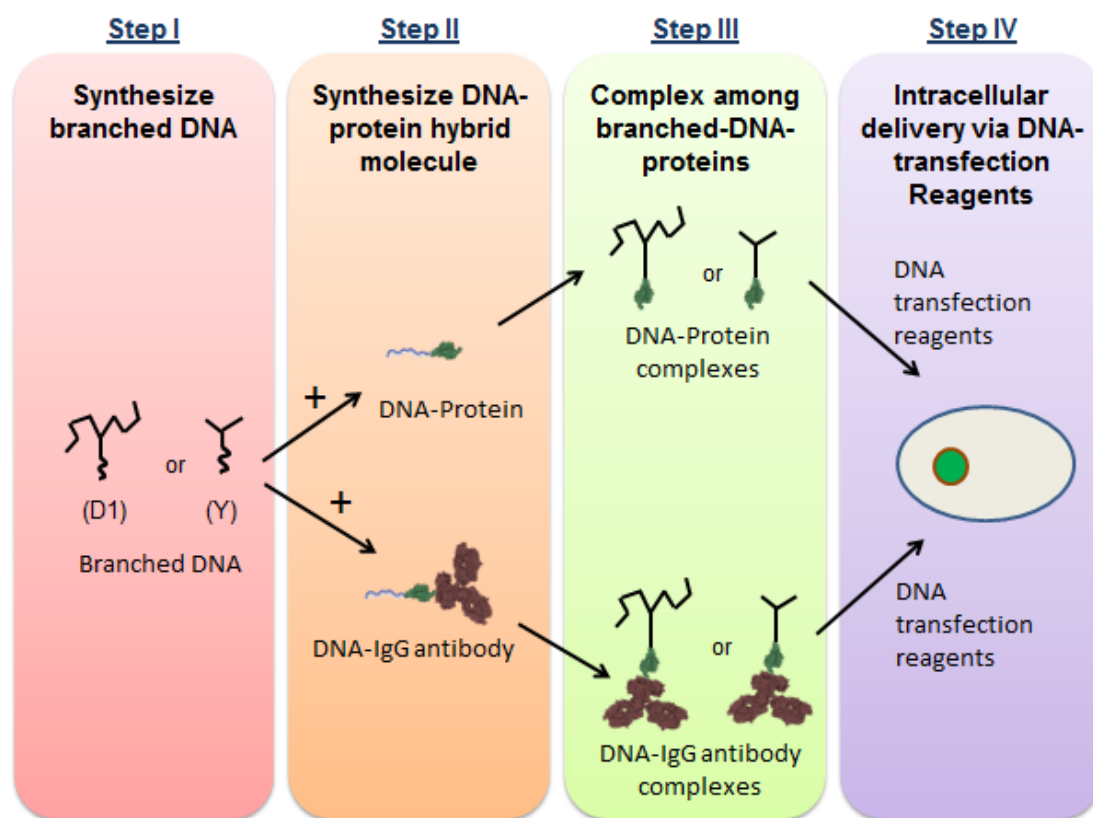 Step I
Synthesize
branched DNA
or
(D1)
(Y)
Branched DNA
Step II
Synthesize DNA-
protein hybrid
molecule
+
DNA-Protein
+
DNA-IgG antibody
Step III
Complex among
branched-DNA-
proteins
or
DNA-Protein
complexes
or
DNA-IgG antibody
complexes
Step IV
Intracellular
delivery via DNA-
transfection
Reagents
DNA
transfection
reagents
DNA
transfection
reagents